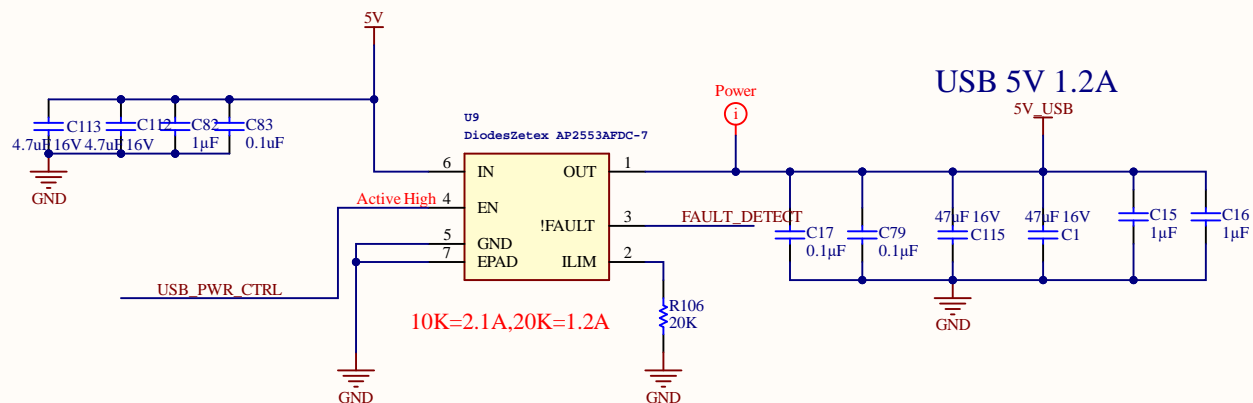 5V
USB 5V 1.2A
Power
i
5V_USB
U9
DiodesZetex AP2553AFDC-7
C113
4.7uF 16V
C112
4.7uF 16V
C82
1µF
C83
0.1uF
GND
6
IN
OUT
1
Active High
4
EN
!FAULT
3
FAULT_DETECT
5
GND
7
EPAD
ILIM
2
USB_PWR_CTRL
10K=2.1A,20K=1.2A
R106
20K
GND
GND
C17
0.1µF
C79
0.1µF
47µF 16V
C115
47µF 16V
C1
C15
1µF
C16
1µF
GND